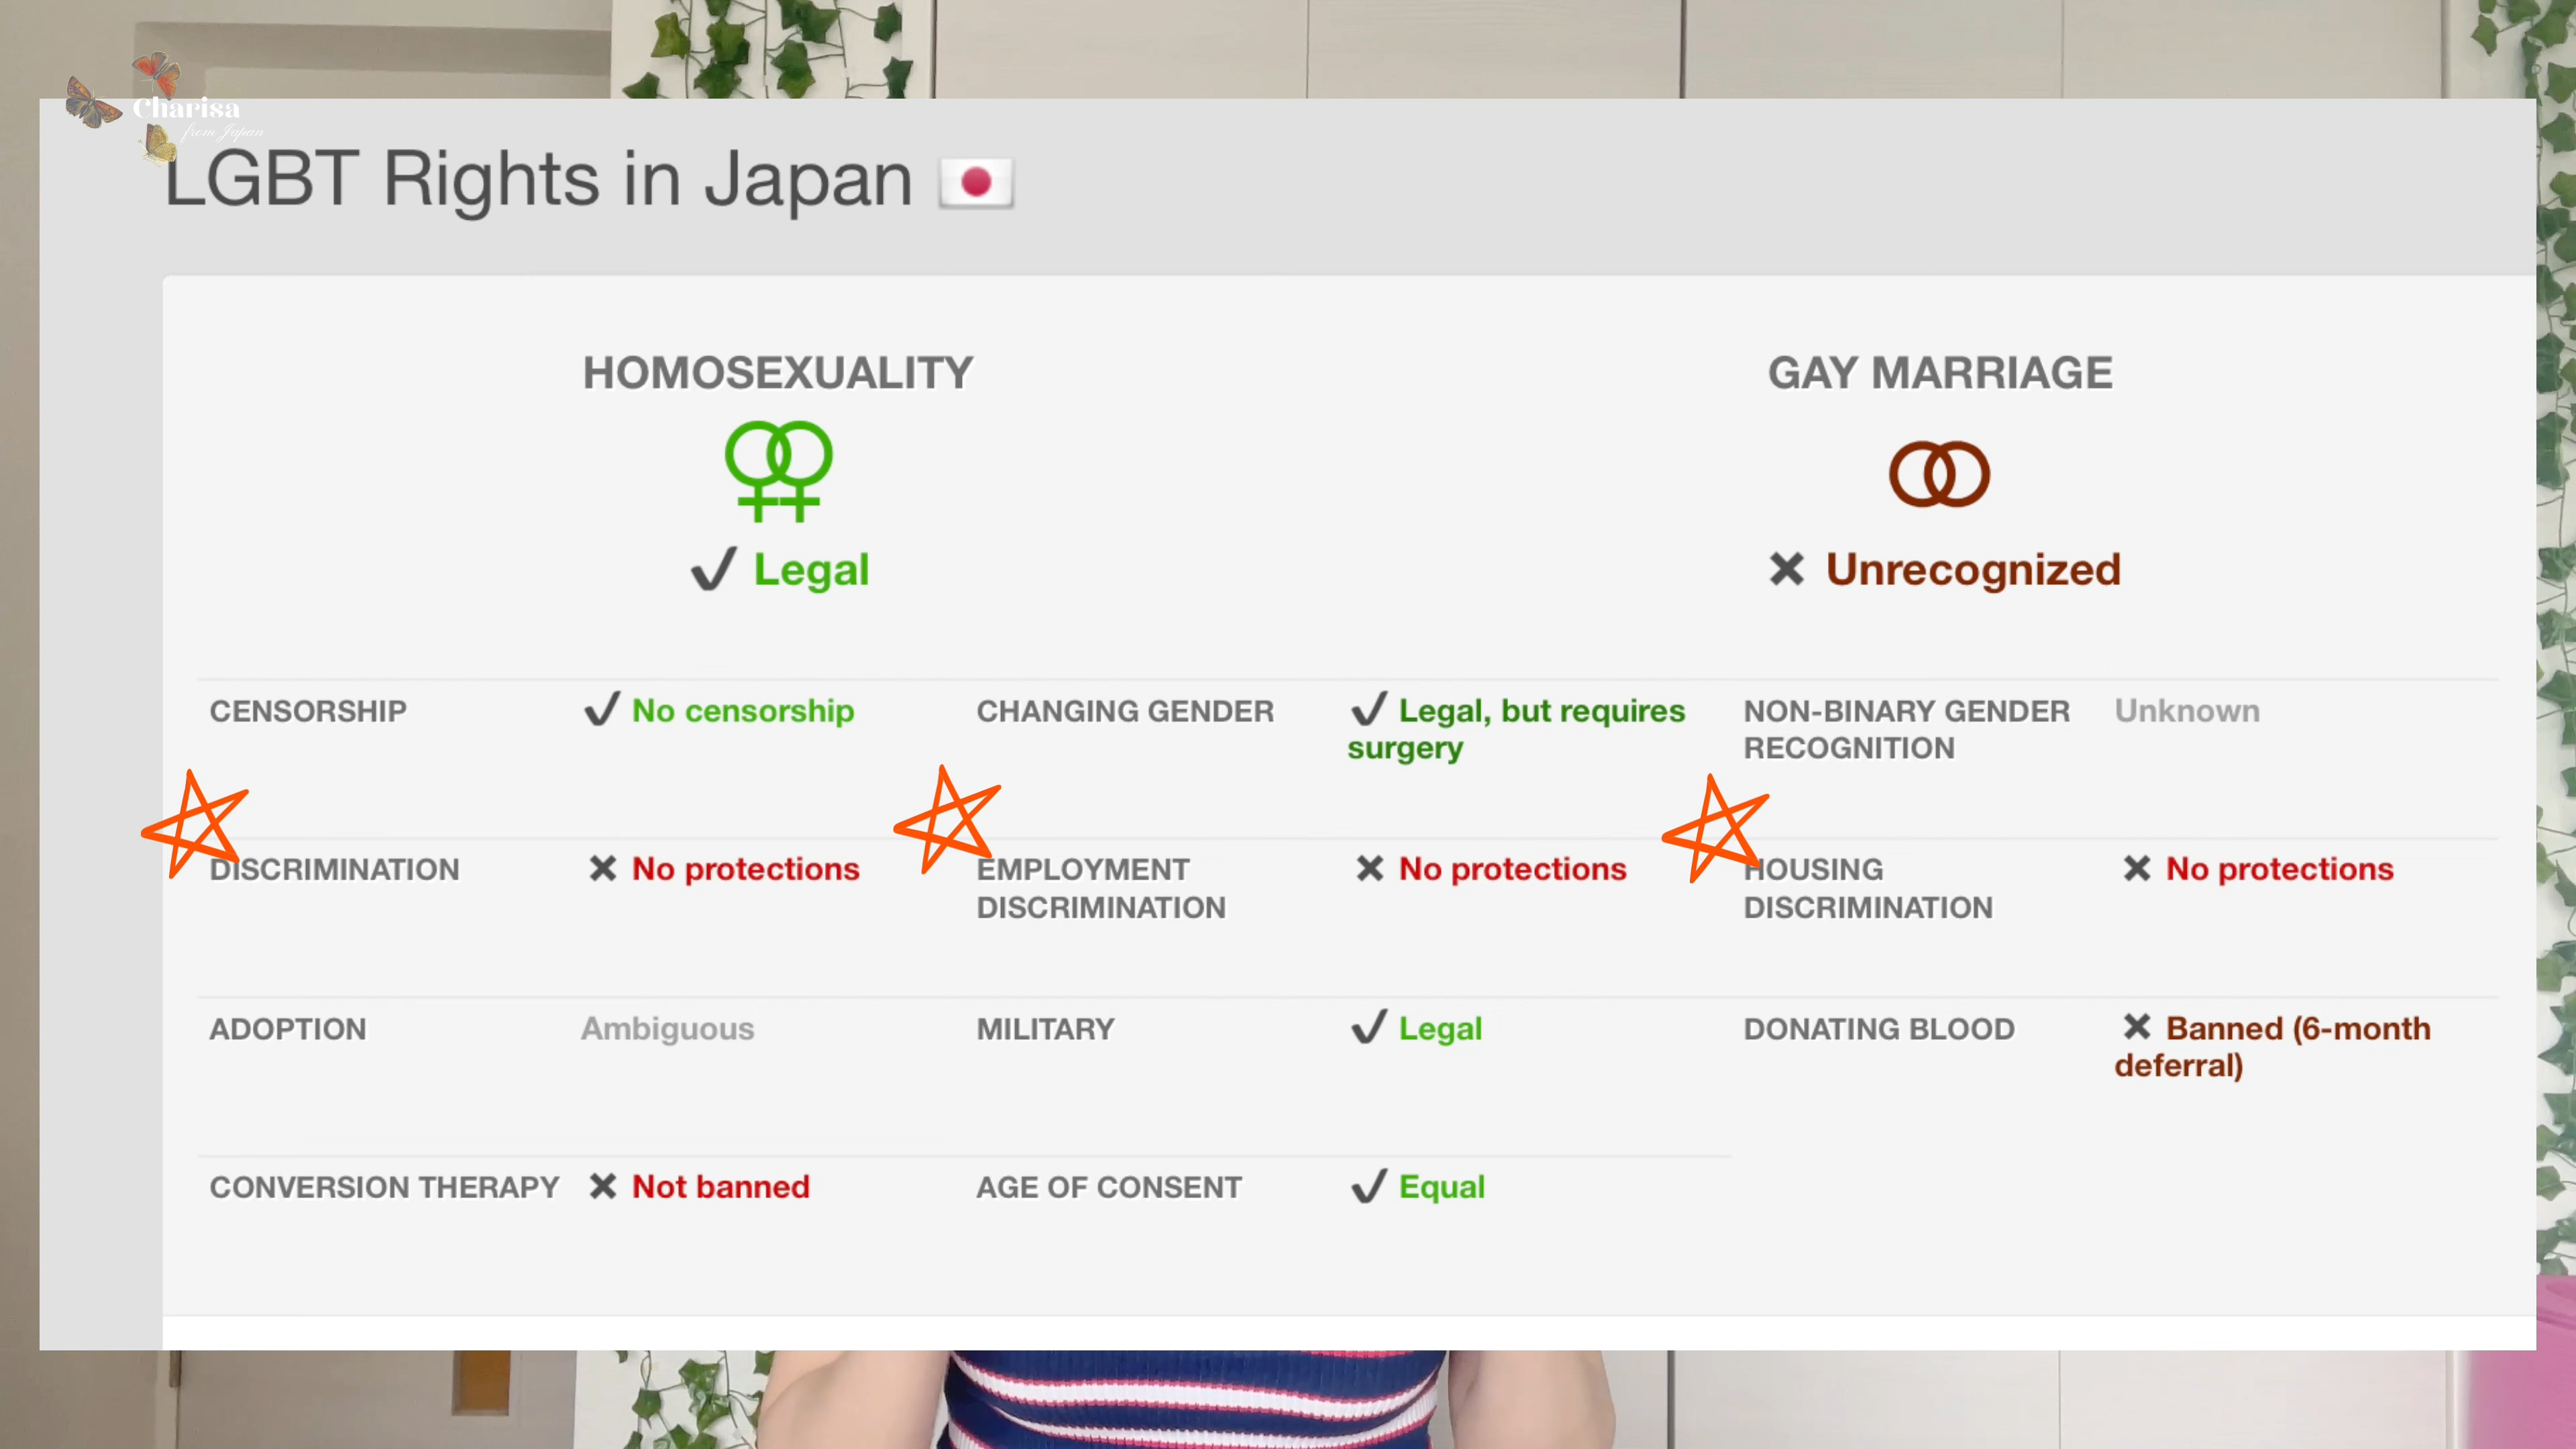 Charisa
from Japan
LGBT Rights in Japan
HOMOSEXUALITY
GAY MARRIAGE
✔ Legal
✖ Unrecognized
CENSORSHIP
✔ No censorship
CHANGING GENDER
✔ Legal, but requires
surgery
NON-BINARY GENDER
RECOGNITION
Unknown
DISCRIMINATION
✖ No protections
EMPLOYMENT
DISCRIMINATION
✖ No protections
HOUSING
DISCRIMINATION
✖ No protections
ADOPTION
Ambiguous
MILITARY
✔ Legal
DONATING BLOOD
✖ Banned (6-month
deferral)
CONVERSION THERAPY
✖ Not banned
AGE OF CONSENT
✔ Equal